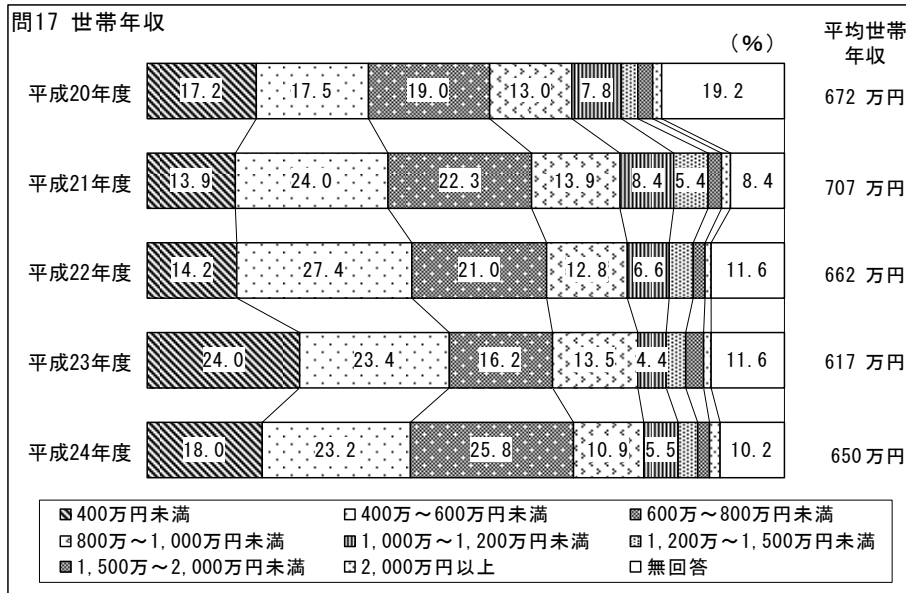 問17 世帯年収
(%)
平均世帯
年収
平成20年度 17.2 17.5 19.0 13.0 7.8 19.2 672 万円
平成21年度 13.9 24.0 22.3 13.9 8.4 5.4 8.4 707 万円
平成22年度 14.2 27.4 21.0 12.8 6.6 11.6 662 万円
平成23年度 24.0 23.4 16.2 13.5 4.4 11.6 617 万円
平成24年度 18.0 23.2 25.8 10.9 5.5 10.2 650 万円
400万円未満 400万～600万円未満 600万～800万円未満
800万～1,000万円未満 1,000万～1,200万円未満 1,200万～1,500万円未満
1,500万～2,000万円未満 2,000万円以上 無回答